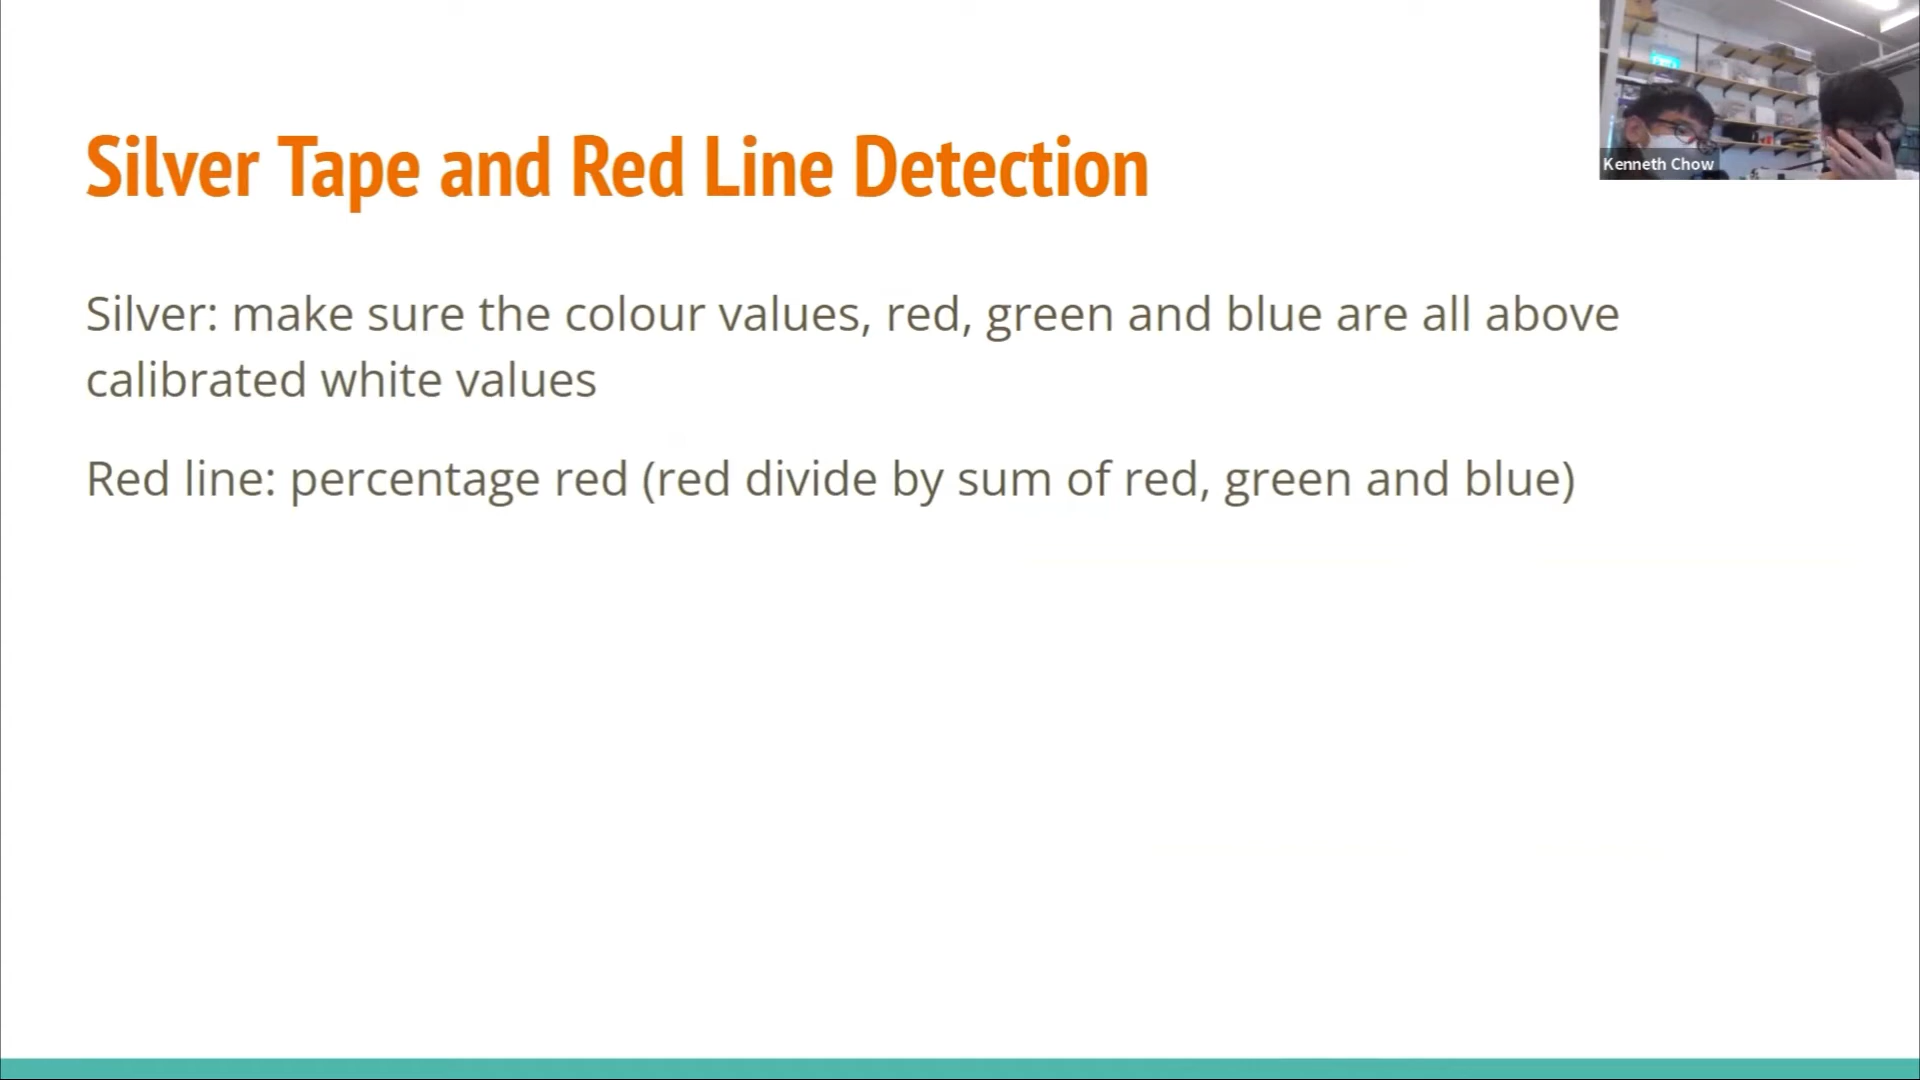 Silver Tape and Red Line Detection
Silver: make sure the colour values, red, green and blue are all above
calibrated white values
Red line: percentage red (red divide by sum of red, green and blue)
Kenneth Chow